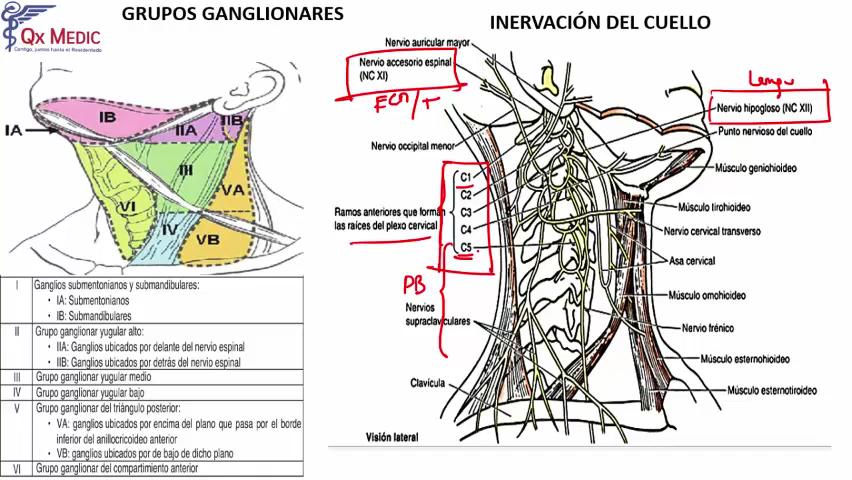 GRUPOS GANGLIONARES
INERVACIÓN DEL CUELLO
Qx MEDIC
Contigo, juntos hasta el Residentado
IB
IIA
IIB
IA
III
VA
VI
IV
VB
I Ganglios submentonianos y submandibulares:
• IA: Submentonianos
• IB: Submandibulares
II Grupo ganglionar yugular alto:
• IIA: Ganglios ubicados por delante del nervio espinal
• IIB: Ganglios ubicados por detrás del nervio espinal
III Grupo ganglionar yugular medio
IV Grupo ganglionar yugular bajo
V Grupo ganglionar del triángulo posterior:
• VA: ganglios ubicados por encima del plano que pasa por el borde
inferior del anillocricoideo anterior
• VB: ganglios ubicados por de bajo de dicho plano
VI Grupo ganglionar del compartimiento anterior
Nervio auricular mayor
Nervio accesorio espinal
(NC XI)
ECM/T
Nervio occipital menor
C1
C2
C3
C4
C5
Ramos anteriores que forman
las raíces del plexo cervical
PB
Nervios
supraclaviculares
Clavícula
Visión lateral
Nervio hipogloso (NC XII)
Punto nervioso del cuello
Músculo geniohioideo
Músculo tirohioideo
Nervio cervical transverso
Asa cervical
Músculo omohioideo
Nervio frénico
Músculo esternohioideo
Músculo esternotiroideo